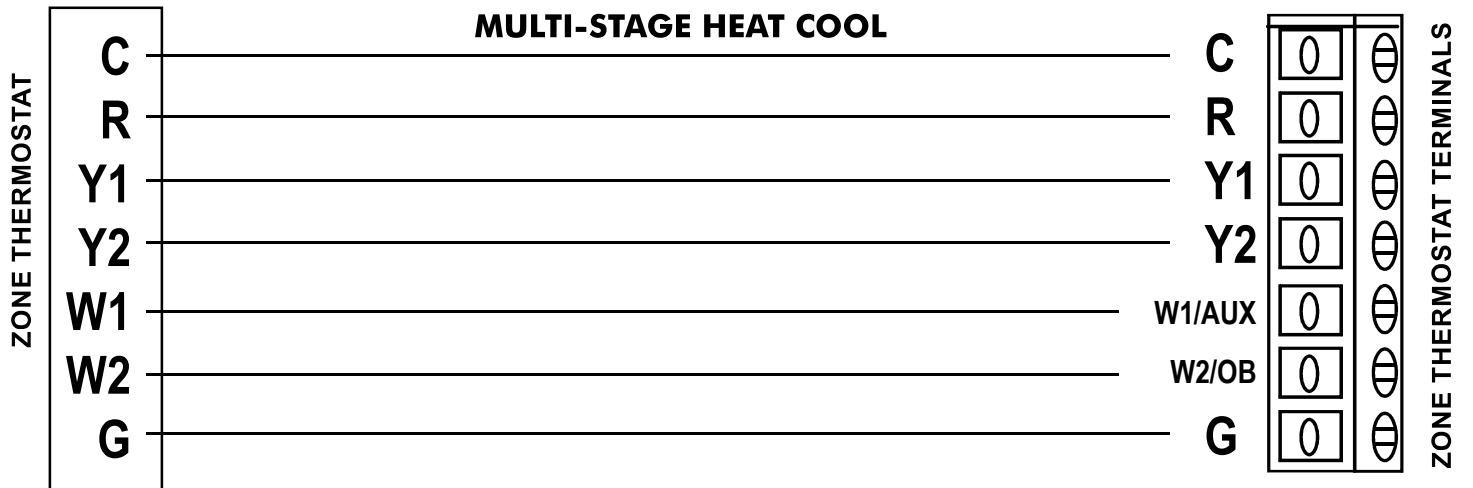 MULTI-STAGE HEAT COOL
ZONE THERMOSTAT
C
R
Y1
Y2
W1
W2
G
C
R
Y1
Y2
W1/AUX
W2/OB
G
ZONE THERMOSTAT TERMINALS